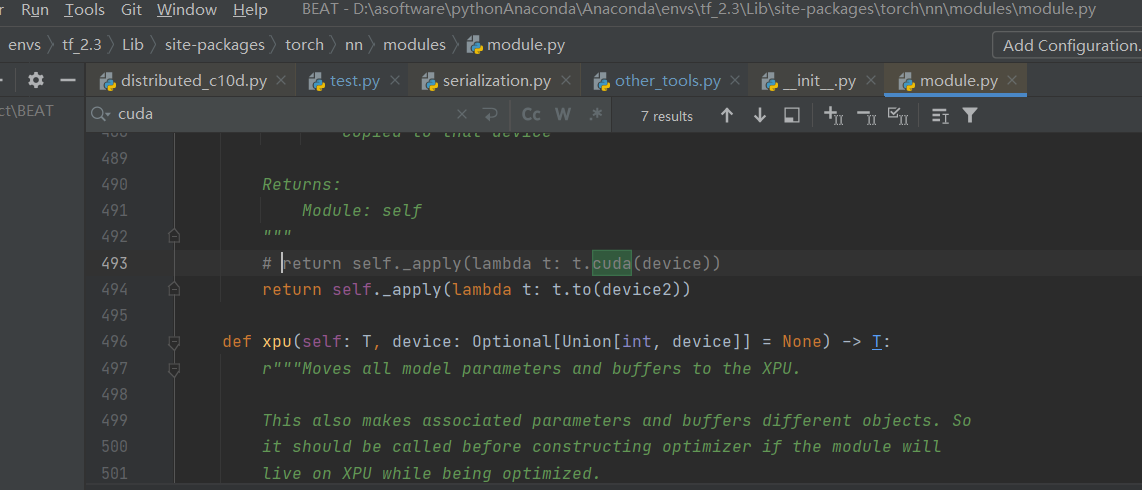 r Run Tools Git Window Help BEAT - D:\asoftware\pythonAnaconda\Anaconda\envs\tf_2.3\Lib\site-packages\torch\nn\modules\module.py
envs tf_2.3 Lib site-packages torch nn modules module.py Add Configuration.
distributed_c10d.py test.py serialization.py other_tools.py __init__.py module.py
ct\BEAT
cuda Cc W .* 7 results
488 copied to that device
489
490 Returns:
491 Module: self
492 """
493 # return self._apply(lambda t: t.cuda(device))
494 return self._apply(lambda t: t.to(device2))
495
496 def xpu(self: T, device: Optional[Union[int, device]] = None) -> T:
497 r"""Moves all model parameters and buffers to the XPU.
498
499 This also makes associated parameters and buffers different objects. So
500 it should be called before constructing optimizer if the module will
501 live on XPU while being optimized.